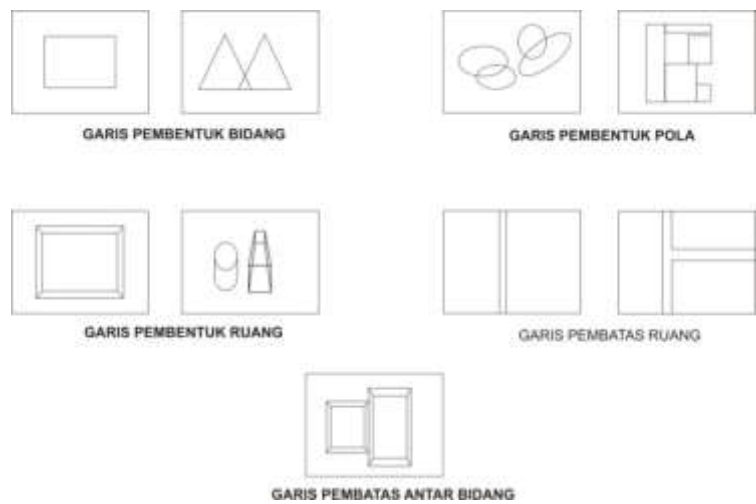 GARIS PEMBENTUK BIDANG
GARIS PEMBENTUK POLA
GARIS PEMBENTUK RUANG
GARIS PEMBATAS RUANG
GARIS PEMBATAS ANTAR BIDANG